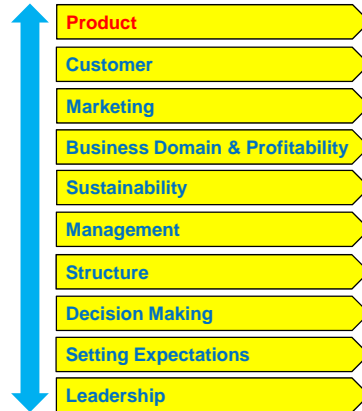 Product
Customer
Marketing
Business Domain & Profitability
Sustainability
Management
Structure
Decision Making
Setting Expectations
Leadership